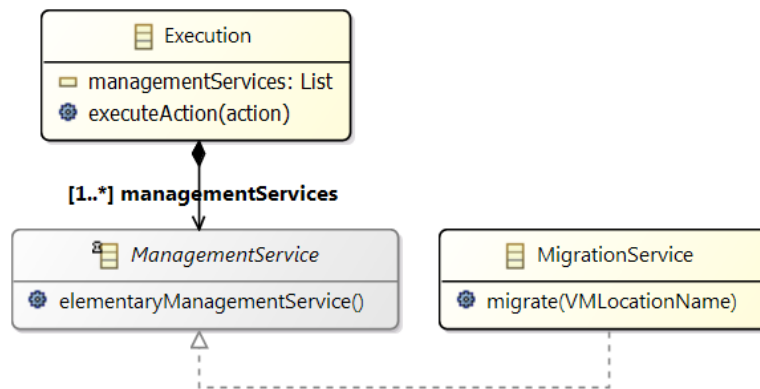 Execution
managementServices: List
executeAction(action)
[1..*] managementServices
ManagementService
elementaryManagementService()
MigrationService
migrate(VMLocationName)